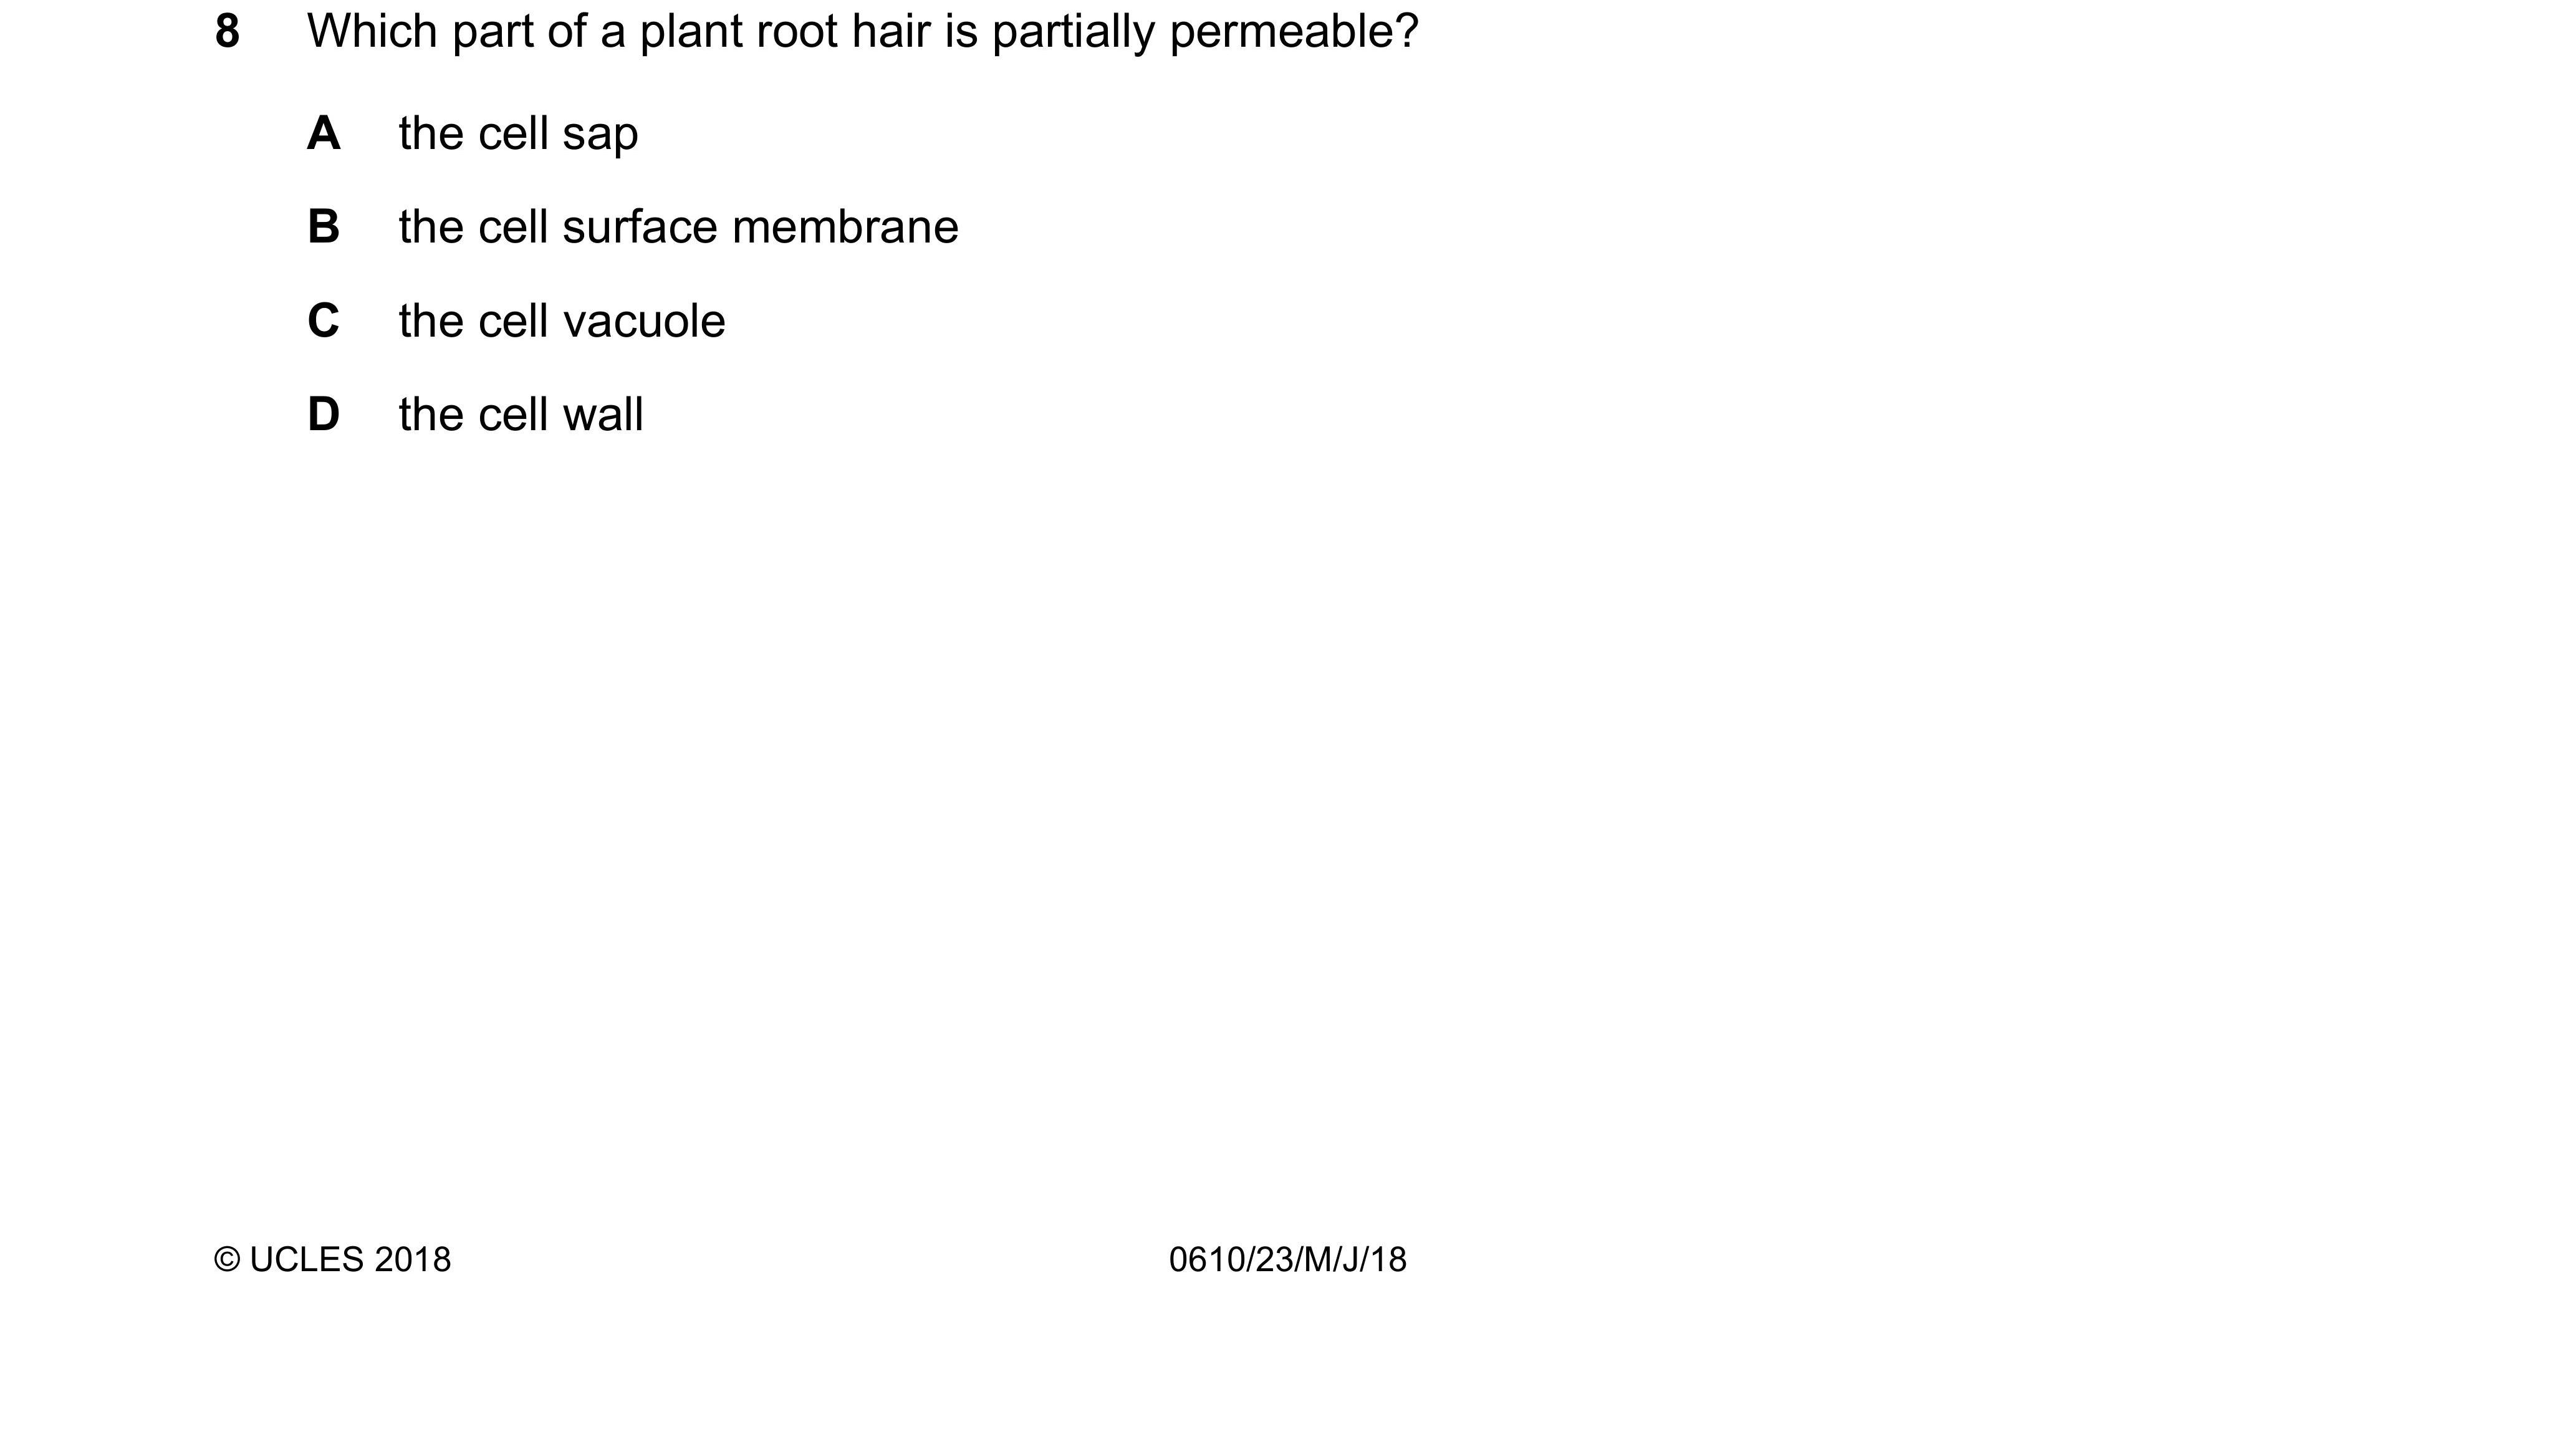 8 Which part of a plant root hair is partially permeable?
A the cell sap
B the cell surface membrane
C the cell vacuole
D the cell wall
© UCLES 2018 0610/23/M/J/18